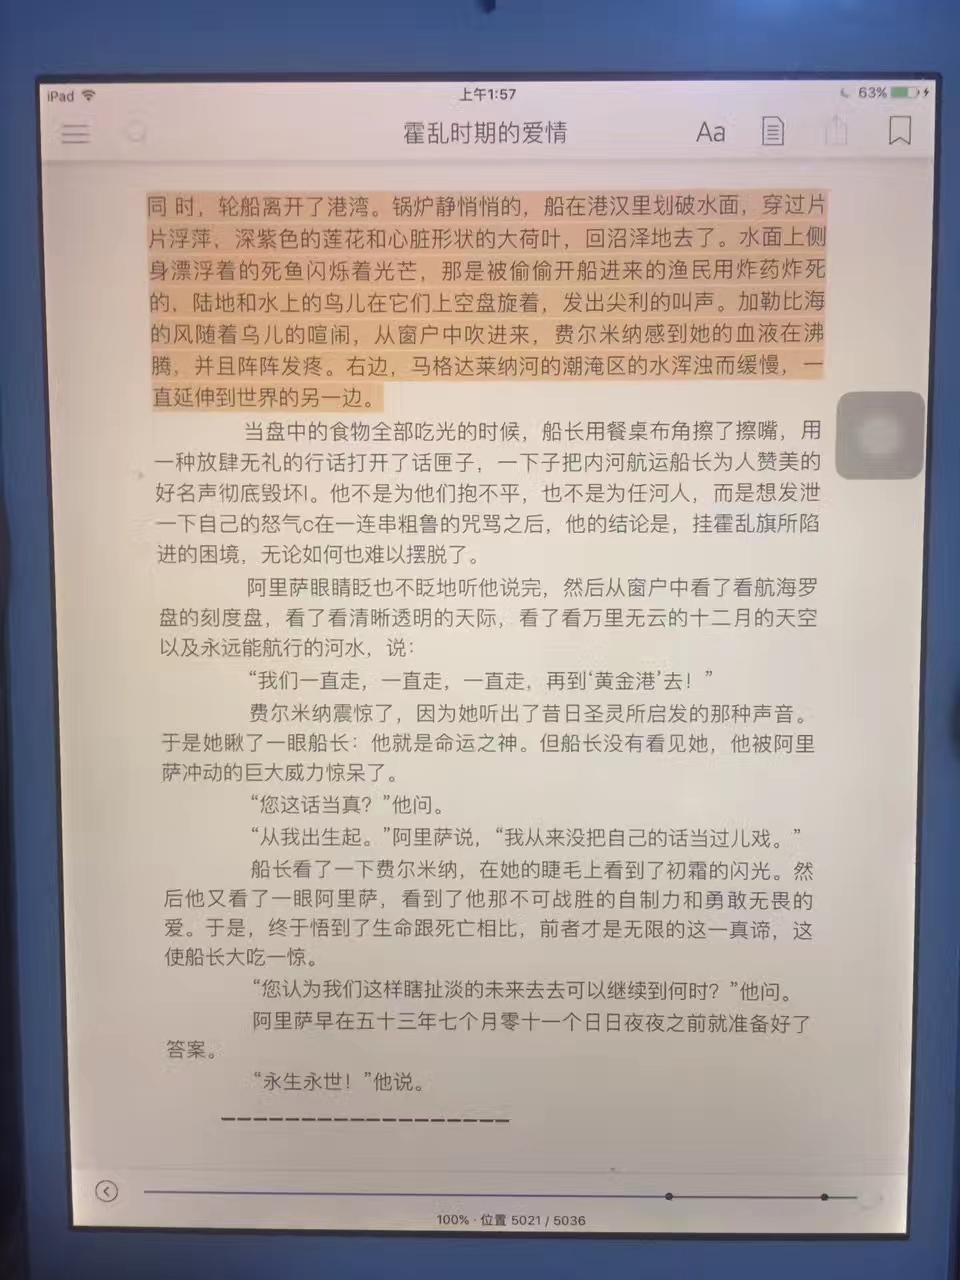 iPad
上午1:57
63%
霍乱时期的爱情
Aa
同 时，轮船离开了港湾。锅炉静悄悄的，船在港汊里划破水面，穿过片
片浮萍，深紫色的莲花和心脏形状的大荷叶，回沼泽地去了。水面上侧
身漂浮着的死鱼闪烁着光芒，那是被偷偷开船进来的渔民用炸药炸死
的，陆地和水上的鸟儿在它们上空盘旋着，发出尖利的叫声。加勒比海
的风随着乌儿的喧闹，从窗户中吹进来，费尔米纳感到她的血液在沸
腾，并且阵阵发疼。右边，马格达莱纳河的潮淹区的水浑浊而缓慢，一
直延伸到世界的另一边。
当盘中的食物全部吃光的时候，船长用餐桌布角擦了擦嘴，用
一种放肆无礼的行话打开了话匣子，一下子把内河航运船长为人赞美的
好名声彻底毁坏l。他不是为他们抱不平，也不是为任河人，而是想发泄
一下自己的怒气c在一连串粗鲁的咒骂之后，他的结论是，挂霍乱旗所陷
进的困境，无论如何也难以摆脱了。
阿里萨眼睛眨也不眨地听他说完，然后从窗户中看了看航海罗
盘的刻度盘，看了看清晰透明的天际，看了看万里无云的十二月的天空
以及永远能航行的河水，说：
“我们一直走，一直走，一直走，再到‘黄金港’去！”
费尔米纳震惊了，因为她听出了昔日圣灵所启发的那种声音。
于是她瞅了一眼船长：他就是命运之神。但船长没有看见她，他被阿里
萨冲动的巨大威力惊呆了。
“您这话当真？”他问。
“从我出生起。”阿里萨说，“我从来没把自己的话当过儿戏。”
船长看了一下费尔米纳，在她的睫毛上看到了初霜的闪光。然
后他又看了一眼阿里萨，看到了他那不可战胜的自制力和勇敢无畏的
爱。于是，终于悟到了生命跟死亡相比，前者才是无限的这一真谛，这
使船长大吃一惊。
“您认为我们这样瞎扯淡的未来去去可以继续到何时？”他问。
阿里萨早在五十三年七个月零十一个日日夜夜之前就准备好了
答案。
“永生永世！”他说。
100% · 位置 5021 / 5036